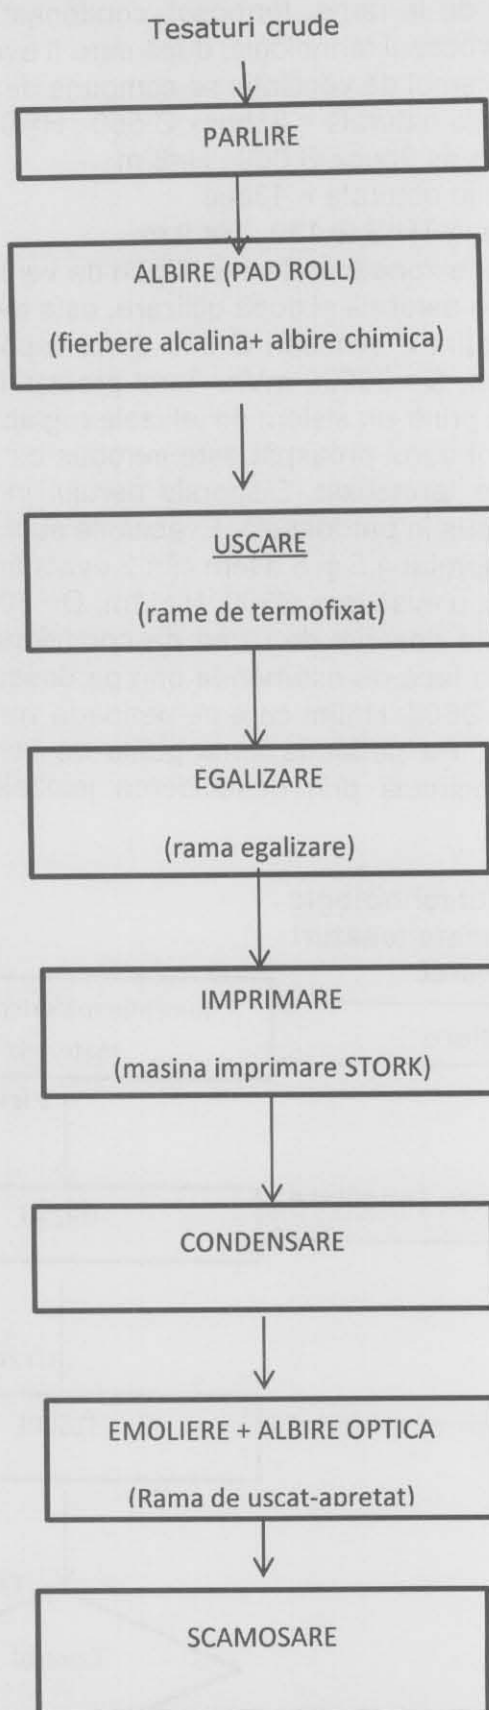 Tesaturi crude
PARLIRE
ALBIRE (PAD ROLL)
(fierbere alcalina+ albire chimica)
USCARE
(rame de termofixat)
EGALIZARE
(rama egalizare)
IMPRIMARE
(masina imprimare STORK)
CONDENSARE
EMOLIERE + ALBIRE OPTICA
(Rama de uscat-apretat)
SCAMOSARE